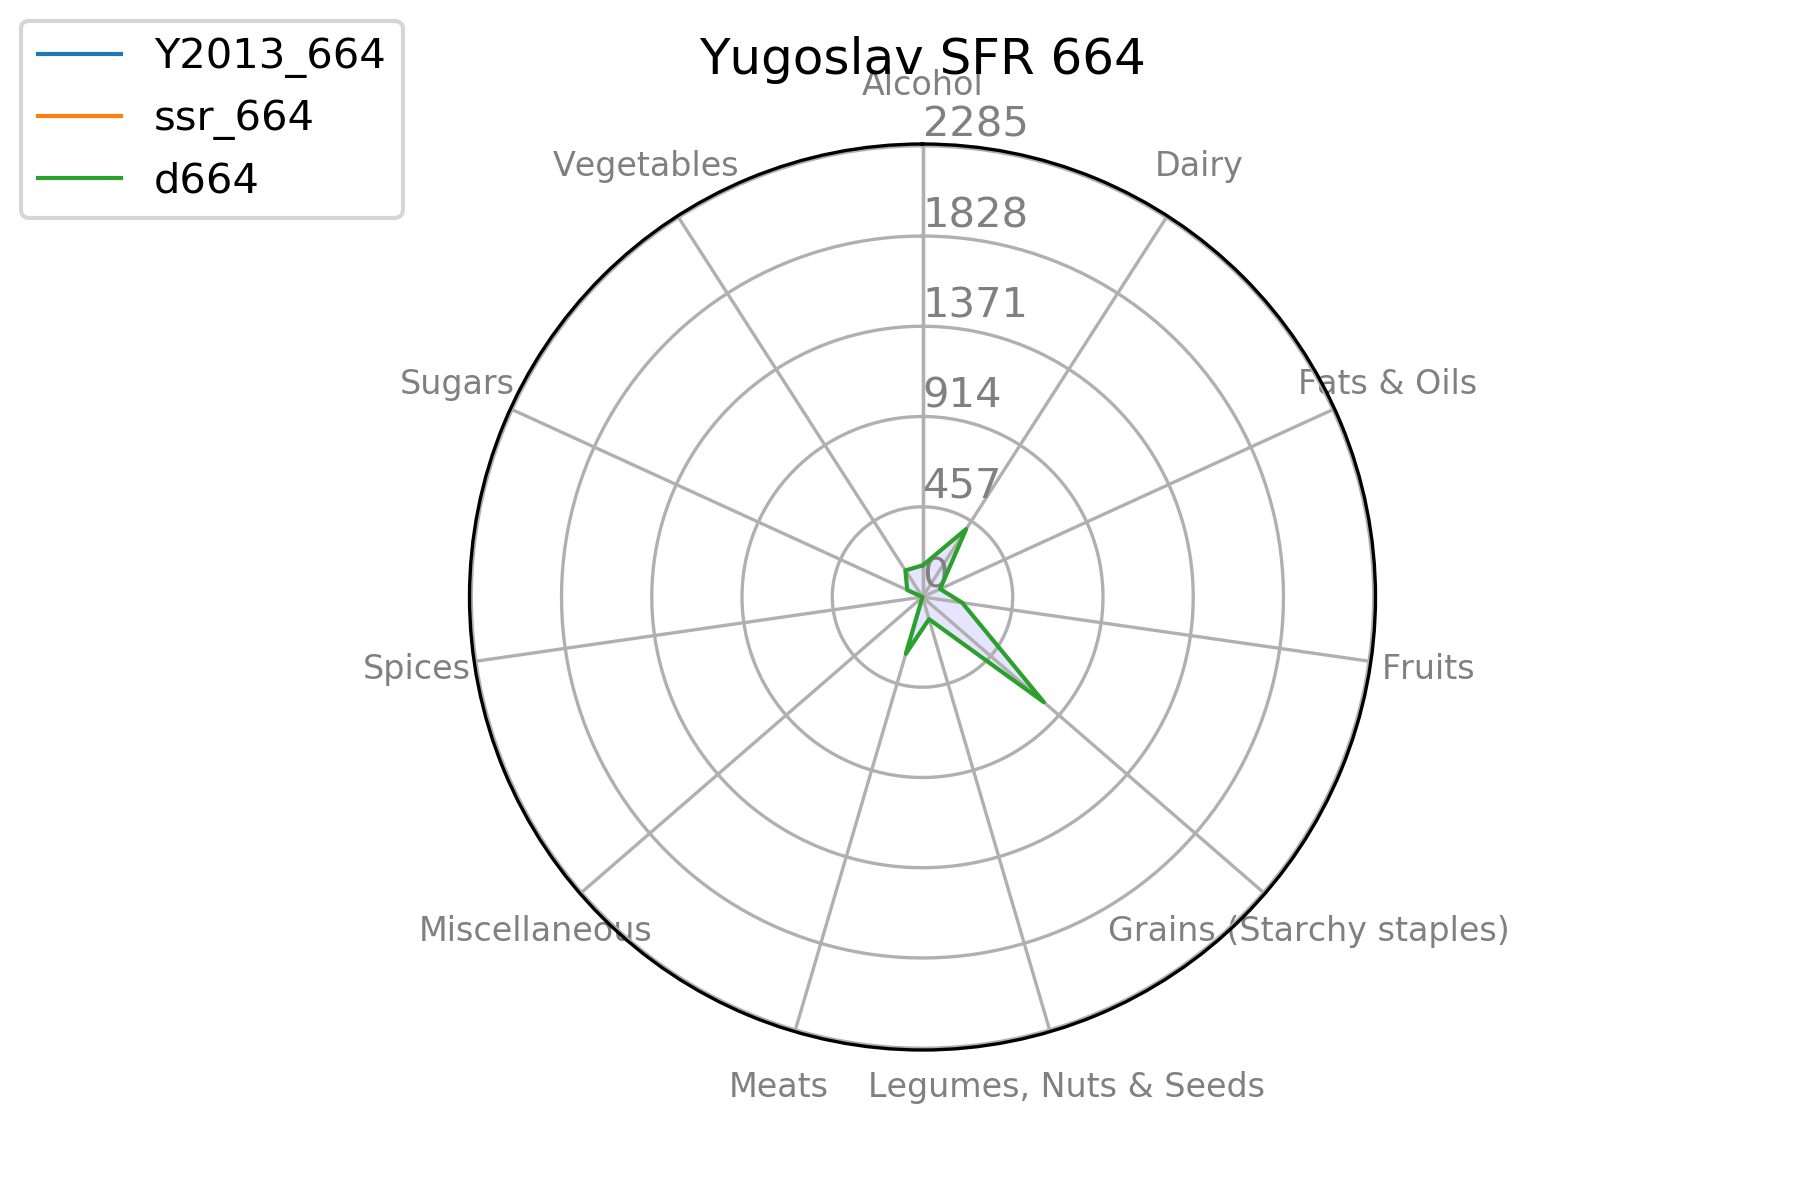 Y2013_664
ssr_664
d664
Yugoslav SFR 664
Alcohol
2285
Vegetables
Dairy
1828
1371
Sugars
Fats & Oils
914
457
0
Spices
Fruits
Miscellaneous
Grains (Starchy staples)
Meats
Legumes, Nuts & Seeds